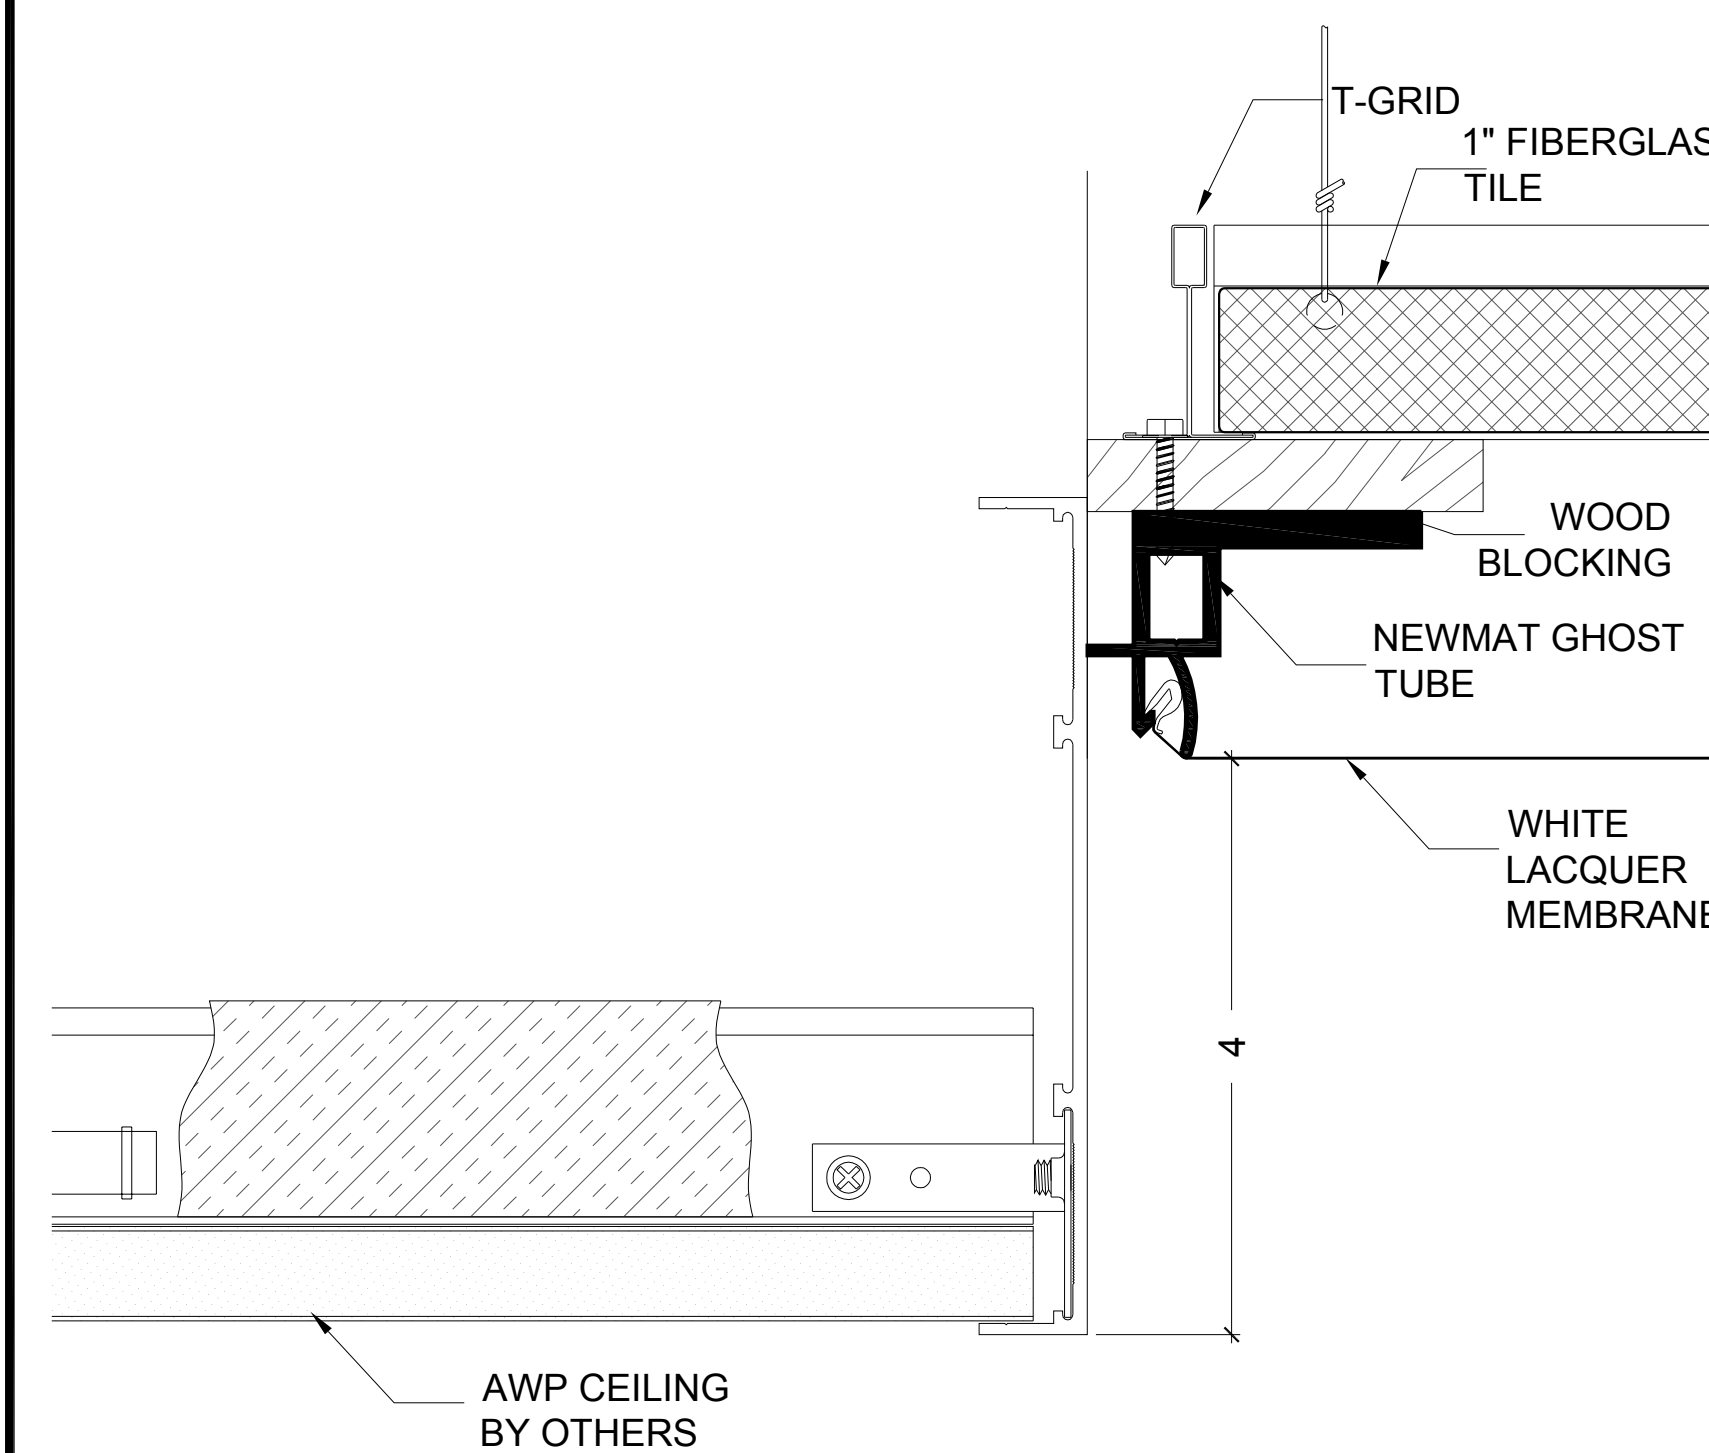 T-GRID
1" FIBERGLAS
TILE
WOOD
BLOCKING
NEWMAT GHOST
TUBE
WHITE
LACQUER
MEMBRANE
4
AWP CEILING
BY OTHERS